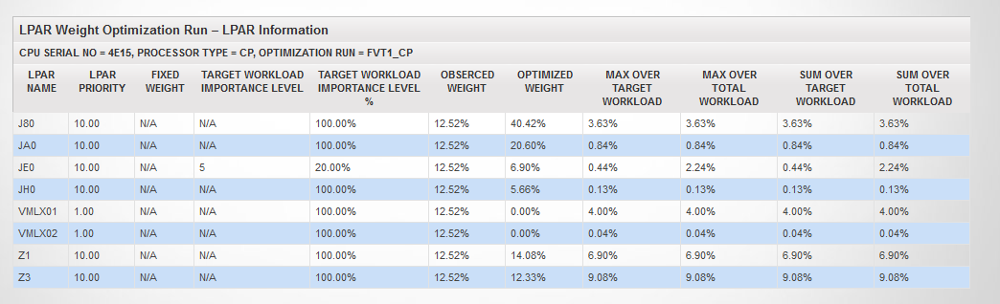 LPAR Weight Optimization Run – LPAR Information
CPU SERIAL NO = 4E15, PROCESSOR TYPE = CP, OPTIMIZATION RUN = FVT1_CP
LPAR NAME LPAR PRIORITY FIXED WEIGHT TARGET WORKLOAD IMPORTANCE LEVEL TARGET WORKLOAD IMPORTANCE LEVEL % OBSERCED WEIGHT OPTIMIZED WEIGHT MAX OVER TARGET WORKLOAD MAX OVER TOTAL WORKLOAD SUM OVER TARGET WORKLOAD SUM OVER TOTAL WORKLOAD
J80 10.00 N/A N/A 100.00% 12.52% 40.42% 3.63% 3.63% 3.63% 3.63%
JA0 10.00 N/A N/A 100.00% 12.52% 20.60% 0.84% 0.84% 0.84% 0.84%
JE0 10.00 N/A 5 20.00% 12.52% 6.90% 0.44% 2.24% 0.44% 2.24%
JH0 10.00 N/A N/A 100.00% 12.52% 5.66% 0.13% 0.13% 0.13% 0.13%
VMLX01 1.00 N/A N/A 100.00% 12.52% 0.00% 4.00% 4.00% 4.00% 4.00%
VMLX02 1.00 N/A N/A 100.00% 12.52% 0.00% 0.04% 0.04% 0.04% 0.04%
Z1 10.00 N/A N/A 100.00% 12.52% 14.08% 6.90% 6.90% 6.90% 6.90%
Z3 10.00 N/A N/A 100.00% 12.52% 12.33% 9.08% 9.08% 9.08% 9.08%